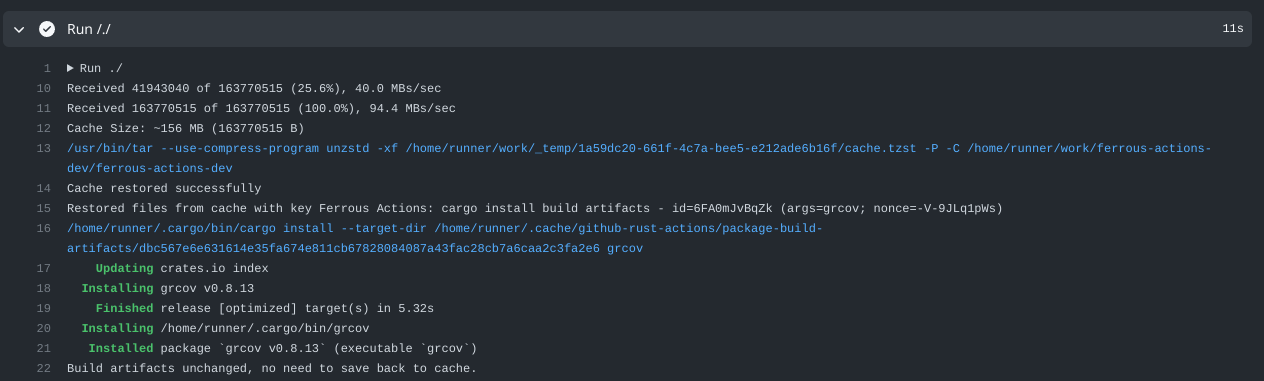 Run /./
11s
1 Run ./
10 Received 41943040 of 163770515 (25.6%), 40.0 MBs/sec
11 Received 163770515 of 163770515 (100.0%), 94.4 MBs/sec
12 Cache Size: ~156 MB (163770515 B)
13 /usr/bin/tar --use-compress-program unzstd -xf /home/runner/work/_temp/1a59dc20-661f-4c7a-bee5-e212ade6b16f/cache.tzst -P -C /home/runner/work/ferrous-actions-
dev/ferrous-actions-dev
14 Cache restored successfully
15 Restored files from cache with key Ferrous Actions: cargo install build artifacts - id=6FA0mJvBqZk (args=grcov; nonce=-V-9JLq1pWs)
16 /home/runner/.cargo/bin/cargo install --target-dir /home/runner/.cache/github-rust-actions/package-build-
artifacts/dbc567e6e631614e35fa674e811cb67828084087a43fac28cb7a6caa2c3fa2e6 grcov
17 Updating crates.io index
18 Installing grcov v0.8.13
19 Finished release [optimized] target(s) in 5.32s
20 Installing /home/runner/.cargo/bin/grcov
21 Installed package `grcov v0.8.13` (executable `grcov`)
22 Build artifacts unchanged, no need to save back to cache.